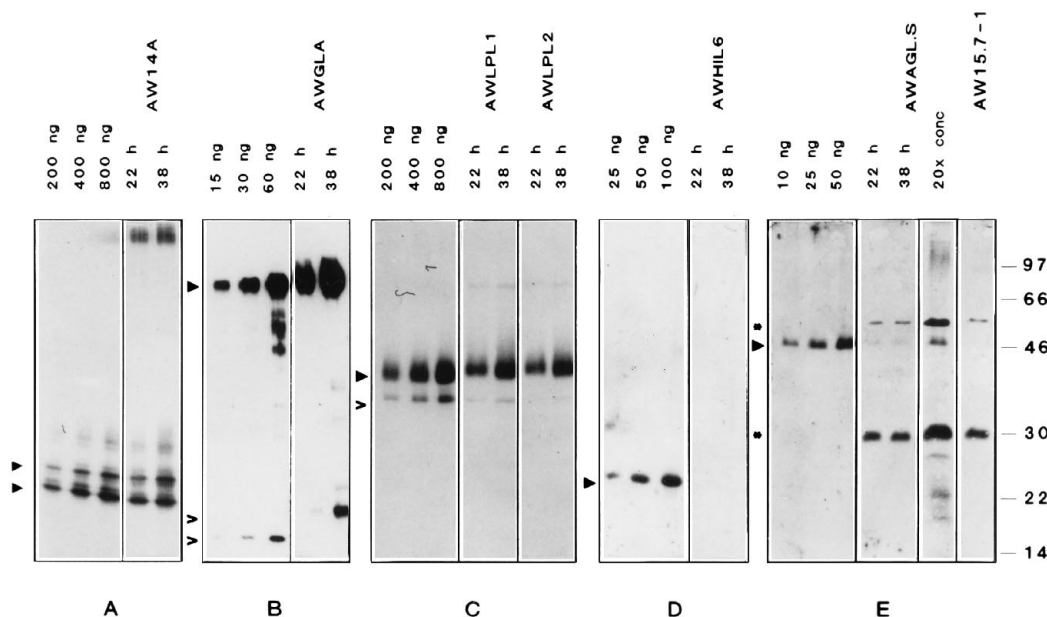 AW14A
AWGLA
AWLPL1
AWLPL2
AWHIL6
AWAGL.S
AW15.7-1
200 ng
400 ng
800 ng
22 h
38 h
15 ng
30 ng
60 ng
22 h
38 h
200 ng
400 ng
800 ng
22 h
38 h
22 h
38 h
25 ng
50 ng
100 ng
22 h
38 h
10 ng
25 ng
50 ng
22 h
38 h
20x conc
97
66
*
46
30
*
22
14
A
B
C
D
E